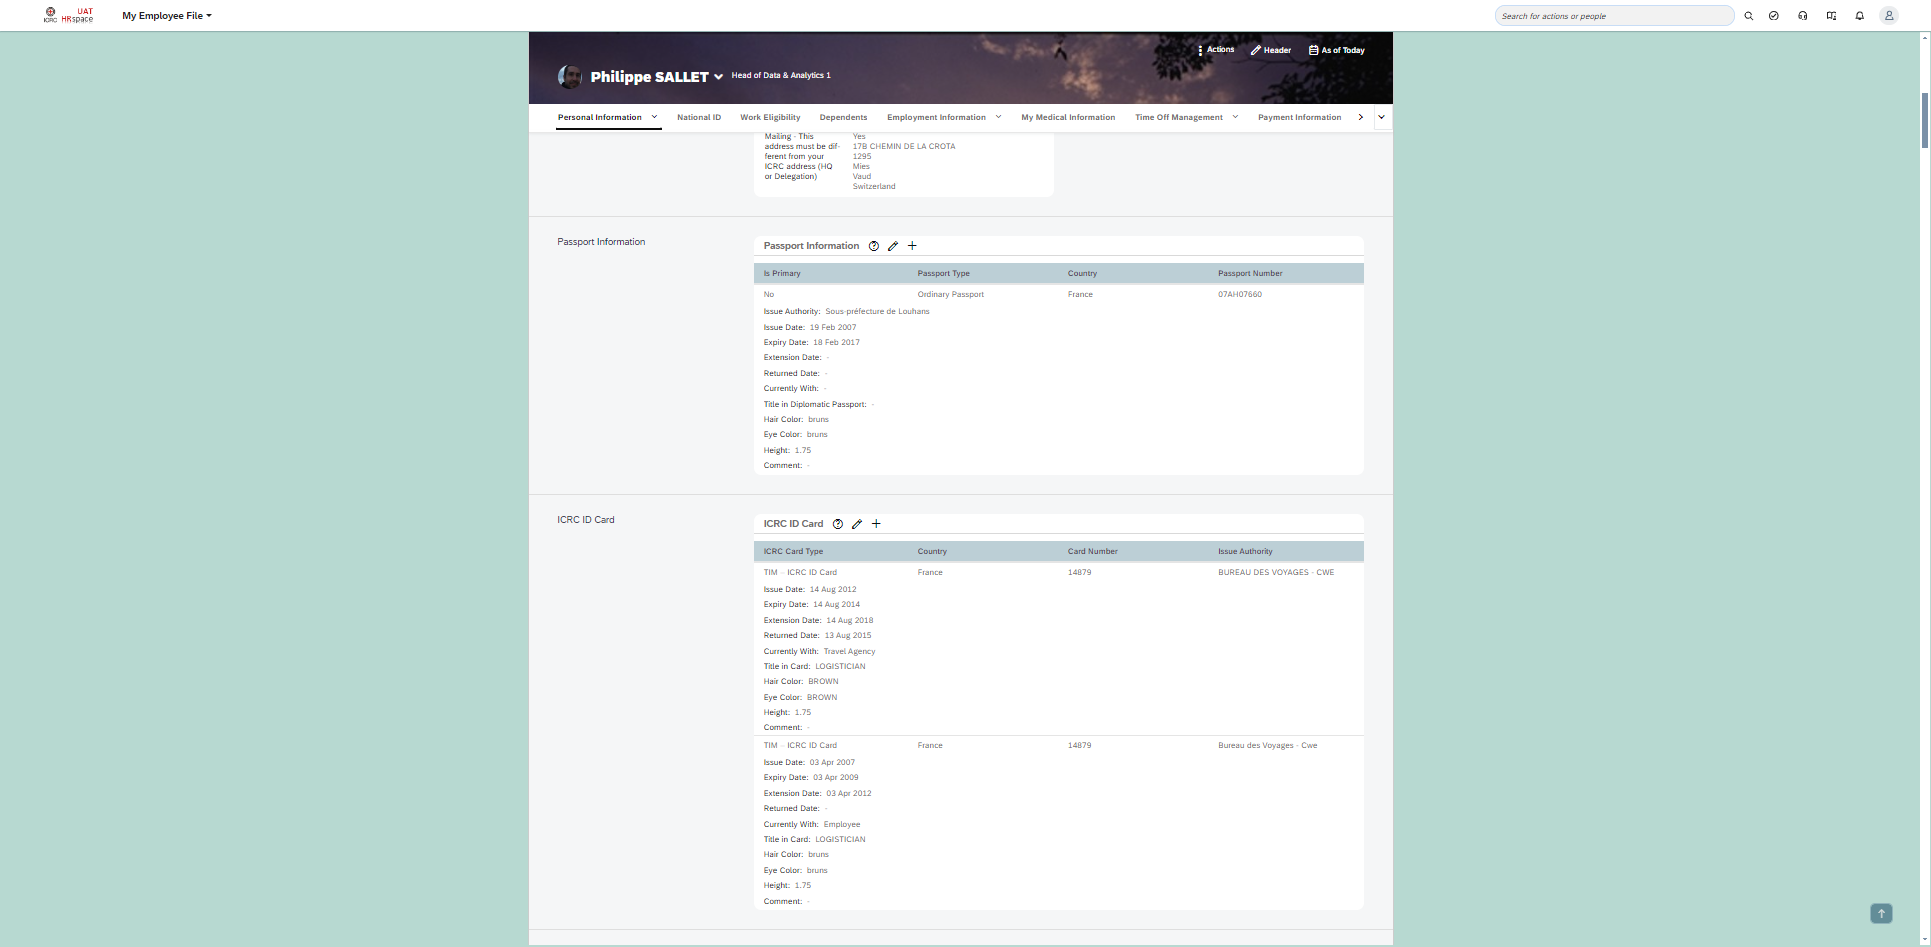 ICRC UAT HRspace My Employee File Search for actions or people
Actions Header As of Today
Philippe SALLET Head of Data & Analytics 1
Personal Information National ID Work Eligibility Dependents Employment Information My Medical Information Time Off Management Payment Information
Mailing - This Yes
address must be dif- 17B CHEMIN DE LA CROTA
ferent from your 1295
ICRC address (HQ Mies
or Delegation) Vaud
Switzerland
Passport Information Passport Information
Is Primary Passport Type Country Passport Number
No Ordinary Passport France 07AH07660
Issue Authority: Sous-préfecture de Louhans
Issue Date: 19 Feb 2007
Expiry Date: 18 Feb 2017
Extension Date: -
Returned Date: -
Currently With: -
Title in Diplomatic Passport: -
Hair Color: bruns
Eye Color: bruns
Height: 1.75
Comment: -
ICRC ID Card ICRC ID Card
ICRC Card Type Country Card Number Issue Authority
TIM – ICRC ID Card France 14879 BUREAU DES VOYAGES - CWE
Issue Date: 14 Aug 2012
Expiry Date: 14 Aug 2014
Extension Date: 14 Aug 2018
Returned Date: 13 Aug 2015
Currently With: Travel Agency
Title in Card: LOGISTICIAN
Hair Color: BROWN
Eye Color: BROWN
Height: 1.75
Comment: -
TIM – ICRC ID Card France 14879 Bureau des Voyages - Cwe
Issue Date: 03 Apr 2007
Expiry Date: 03 Apr 2009
Extension Date: 03 Apr 2012
Returned Date: -
Currently With: Employee
Title in Card: LOGISTICIAN
Hair Color: bruns
Eye Color: bruns
Height: 1.75
Comment: -